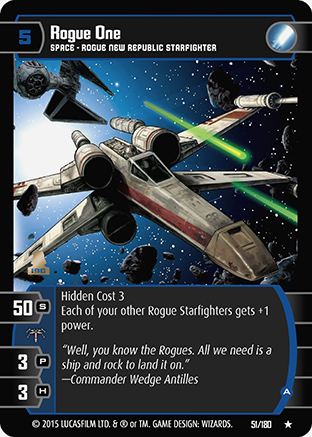 5
Rogue One
SPACE - ROGUE NEW REPUBLIC STARFIGHTER
50 S
3 P
3 H
Hidden Cost 3
Each of your other Rogue Starfighters gets +1
power.
“Well, you know the Rogues. All we need is a
ship and rock to land it on.”
—Commander Wedge Antilles
A
© 2015 LUCASFILM LTD. & ® or TM. GAME DESIGN: WIZARDS.
51/180